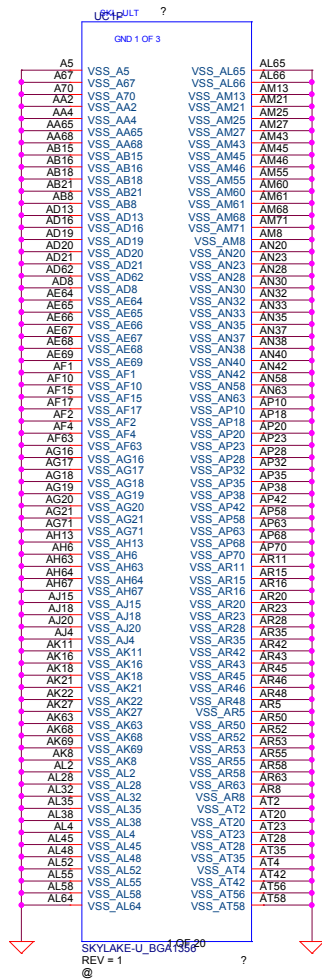 SKL_ULT
UC1P
?
GND 1 OF 3
A5 VSS_A5 VSS_AL65 AL65
A67 VSS_A67 VSS_AL66 AL66
A70 VSS_A70 VSS_AM13 AM13
AA2 VSS_AA2 VSS_AM21 AM21
AA4 VSS_AA4 VSS_AM25 AM25
AA65 VSS_AA65 VSS_AM27 AM27
AA68 VSS_AA68 VSS_AM43 AM43
AB15 VSS_AB15 VSS_AM45 AM45
AB16 VSS_AB16 VSS_AM46 AM46
AB18 VSS_AB18 VSS_AM55 AM55
AB21 VSS_AB21 VSS_AM60 AM60
AB8 VSS_AB8 VSS_AM61 AM61
AD13 VSS_AD13 VSS_AM68 AM68
AD16 VSS_AD16 VSS_AM71 AM71
AD19 VSS_AD19 VSS_AM8 AM8
AD20 VSS_AD20 VSS_AN20 AN20
AD21 VSS_AD21 VSS_AN23 AN23
AD62 VSS_AD62 VSS_AN28 AN28
AD8 VSS_AD8 VSS_AN30 AN30
AE64 VSS_AE64 VSS_AN32 AN32
AE65 VSS_AE65 VSS_AN33 AN33
AE66 VSS_AE66 VSS_AN35 AN35
AE67 VSS_AE67 VSS_AN37 AN37
AE68 VSS_AE68 VSS_AN38 AN38
AE69 VSS_AE69 VSS_AN40 AN40
AF1 VSS_AF1 VSS_AN42 AN42
AF10 VSS_AF10 VSS_AN58 AN58
AF15 VSS_AF15 VSS_AN63 AN63
AF17 VSS_AF17 VSS_AP10 AP10
AF2 VSS_AF2 VSS_AP18 AP18
AF4 VSS_AF4 VSS_AP20 AP20
AF63 VSS_AF63 VSS_AP23 AP23
AG16 VSS_AG16 VSS_AP28 AP28
AG17 VSS_AG17 VSS_AP32 AP32
AG18 VSS_AG18 VSS_AP35 AP35
AG19 VSS_AG19 VSS_AP38 AP38
AG20 VSS_AG20 VSS_AP42 AP42
AG21 VSS_AG21 VSS_AP58 AP58
AG71 VSS_AG71 VSS_AP63 AP63
AH13 VSS_AH13 VSS_AP68 AP68
AH6 VSS_AH6 VSS_AP70 AP70
AH63 VSS_AH63 VSS_AR11 AR11
AH64 VSS_AH64 VSS_AR15 AR15
AH67 VSS_AH67 VSS_AR16 AR16
AJ15 VSS_AJ15 VSS_AR20 AR20
AJ18 VSS_AJ18 VSS_AR23 AR23
AJ20 VSS_AJ20 VSS_AR28 AR28
AJ4 VSS_AJ4 VSS_AR35 AR35
AK11 VSS_AK11 VSS_AR42 AR42
AK16 VSS_AK16 VSS_AR43 AR43
AK18 VSS_AK18 VSS_AR45 AR45
AK21 VSS_AK21 VSS_AR46 AR46
AK22 VSS_AK22 VSS_AR48 AR48
AK27 VSS_AK27 VSS_AR5 AR5
AK63 VSS_AK63 VSS_AR50 AR50
AK68 VSS_AK68 VSS_AR52 AR52
AK69 VSS_AK69 VSS_AR53 AR53
AK8 VSS_AK8 VSS_AR55 AR55
AL2 VSS_AL2 VSS_AR58 AR58
AL28 VSS_AL28 VSS_AR63 AR63
AL32 VSS_AL32 VSS_AR8 AR8
AL35 VSS_AL35 VSS_AT2 AT2
AL38 VSS_AL38 VSS_AT20 AT20
AL4 VSS_AL4 VSS_AT23 AT23
AL45 VSS_AL45 VSS_AT28 AT28
AL48 VSS_AL48 VSS_AT35 AT35
AL52 VSS_AL52 VSS_AT4 AT4
AL55 VSS_AL55 VSS_AT42 AT42
AL58 VSS_AL58 VSS_AT56 AT56
AL64 VSS_AL64 VSS_AT58 AT58
1 OF 20
SKYLAKE-U_BGA1356
REV = 1 ?
@